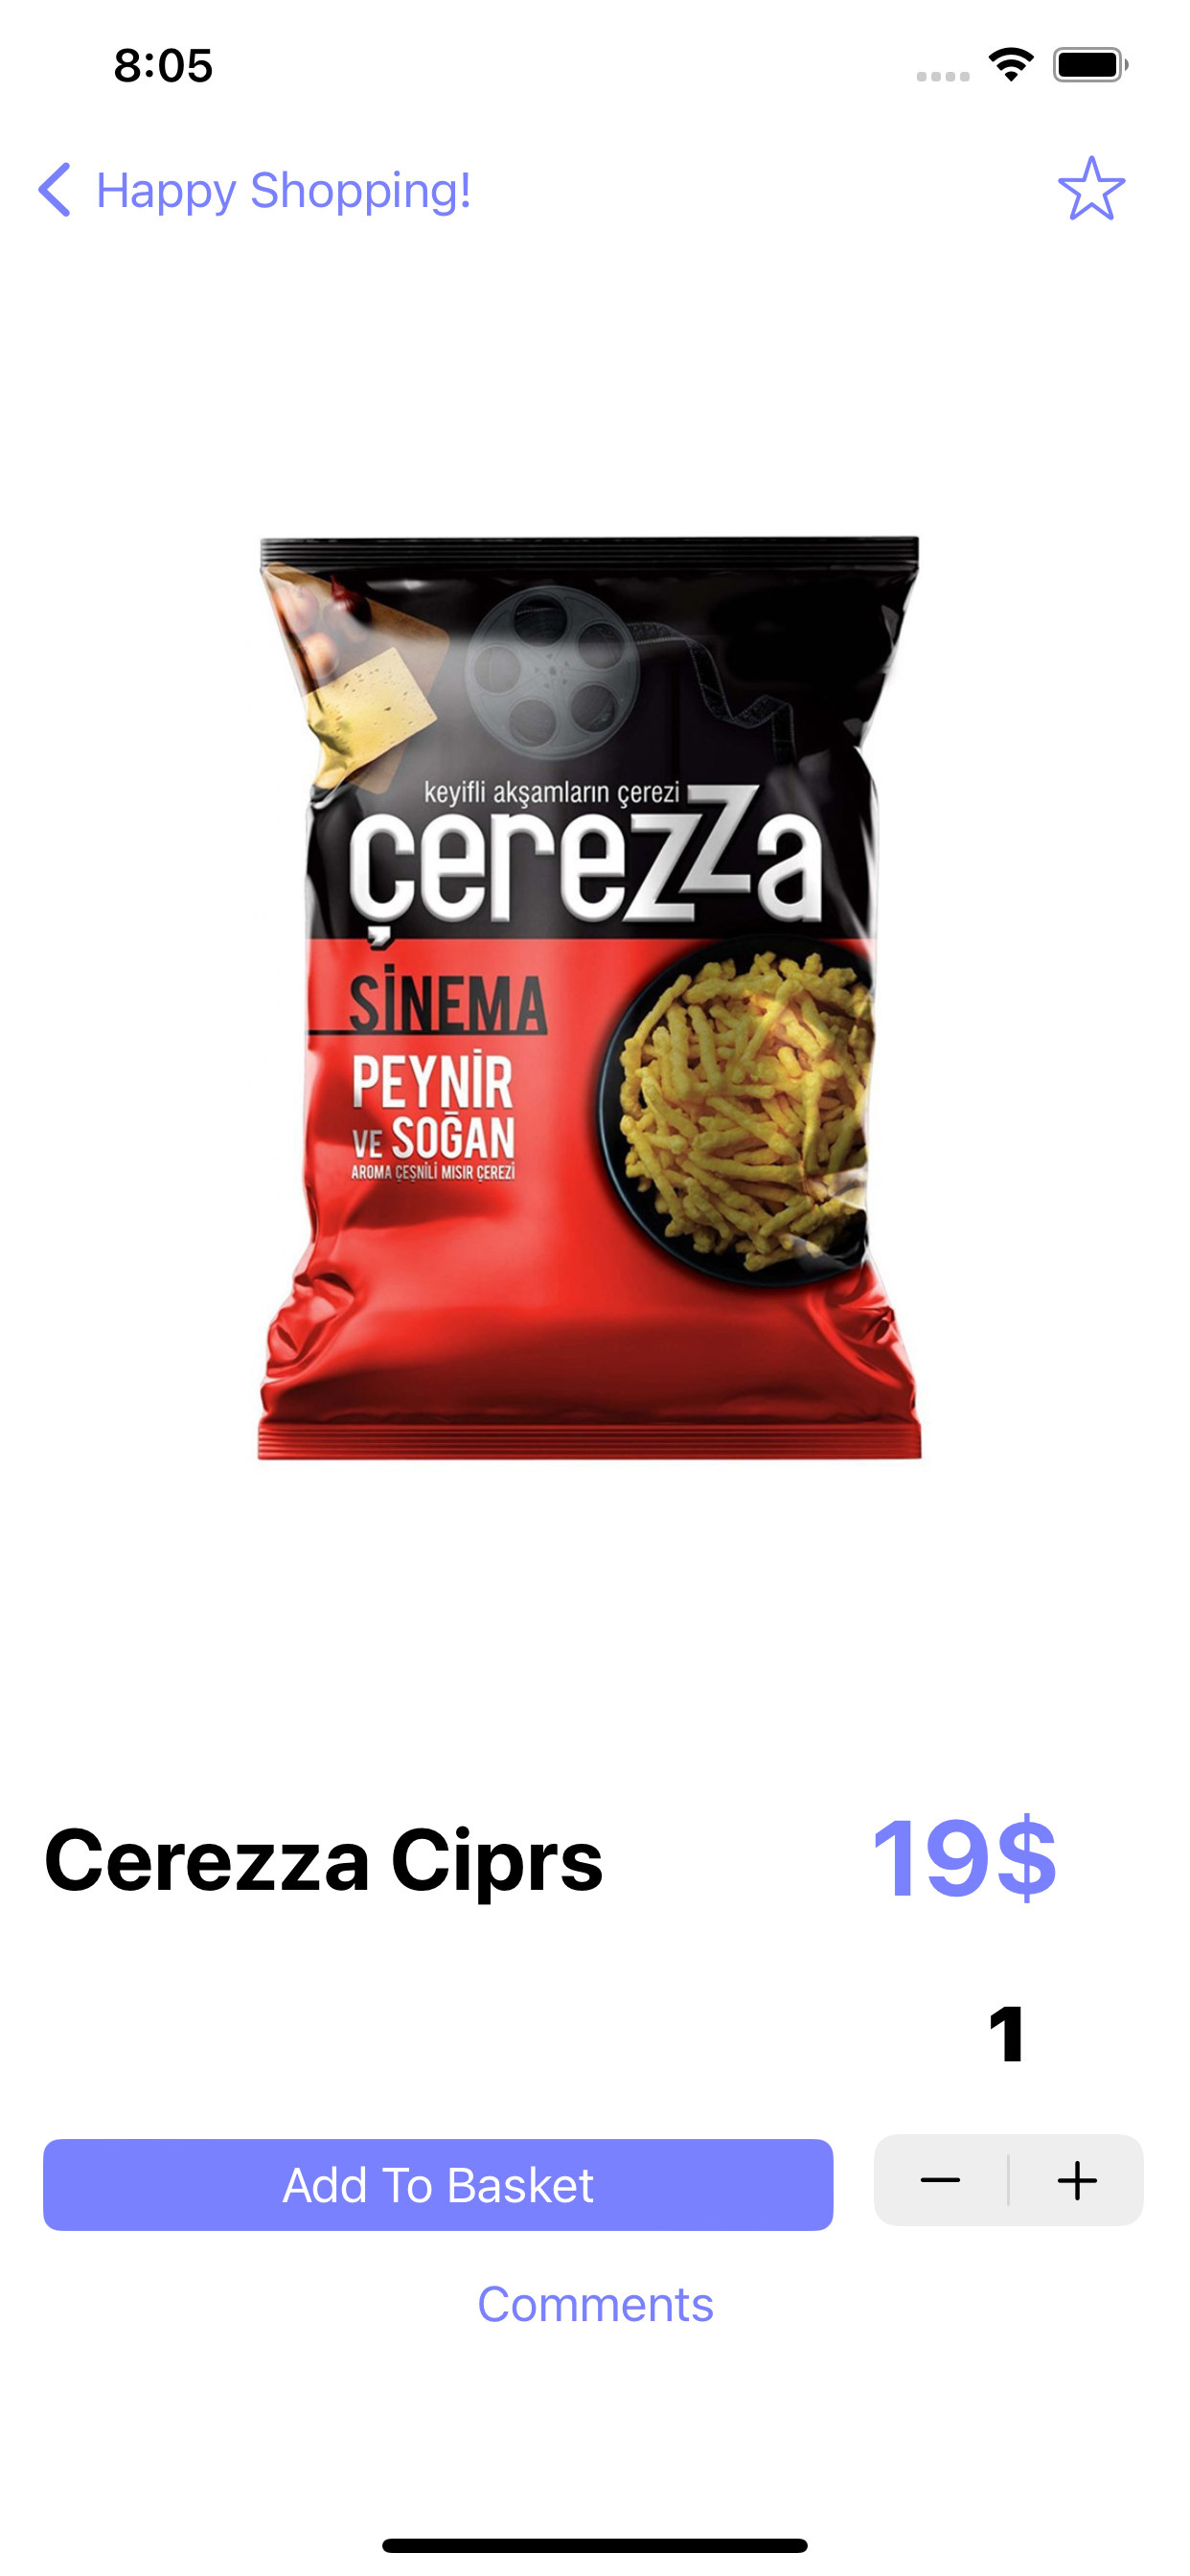 8:05
Happy Shopping!
keyifli akşamların çerezi
çerezza
SİNEMA
PEYNİR
VE SOĞAN
AROMA ÇEŞNİLİ MISIR ÇEREZİ
Cerezza Ciprs
19$
1
Add To Basket
Comments